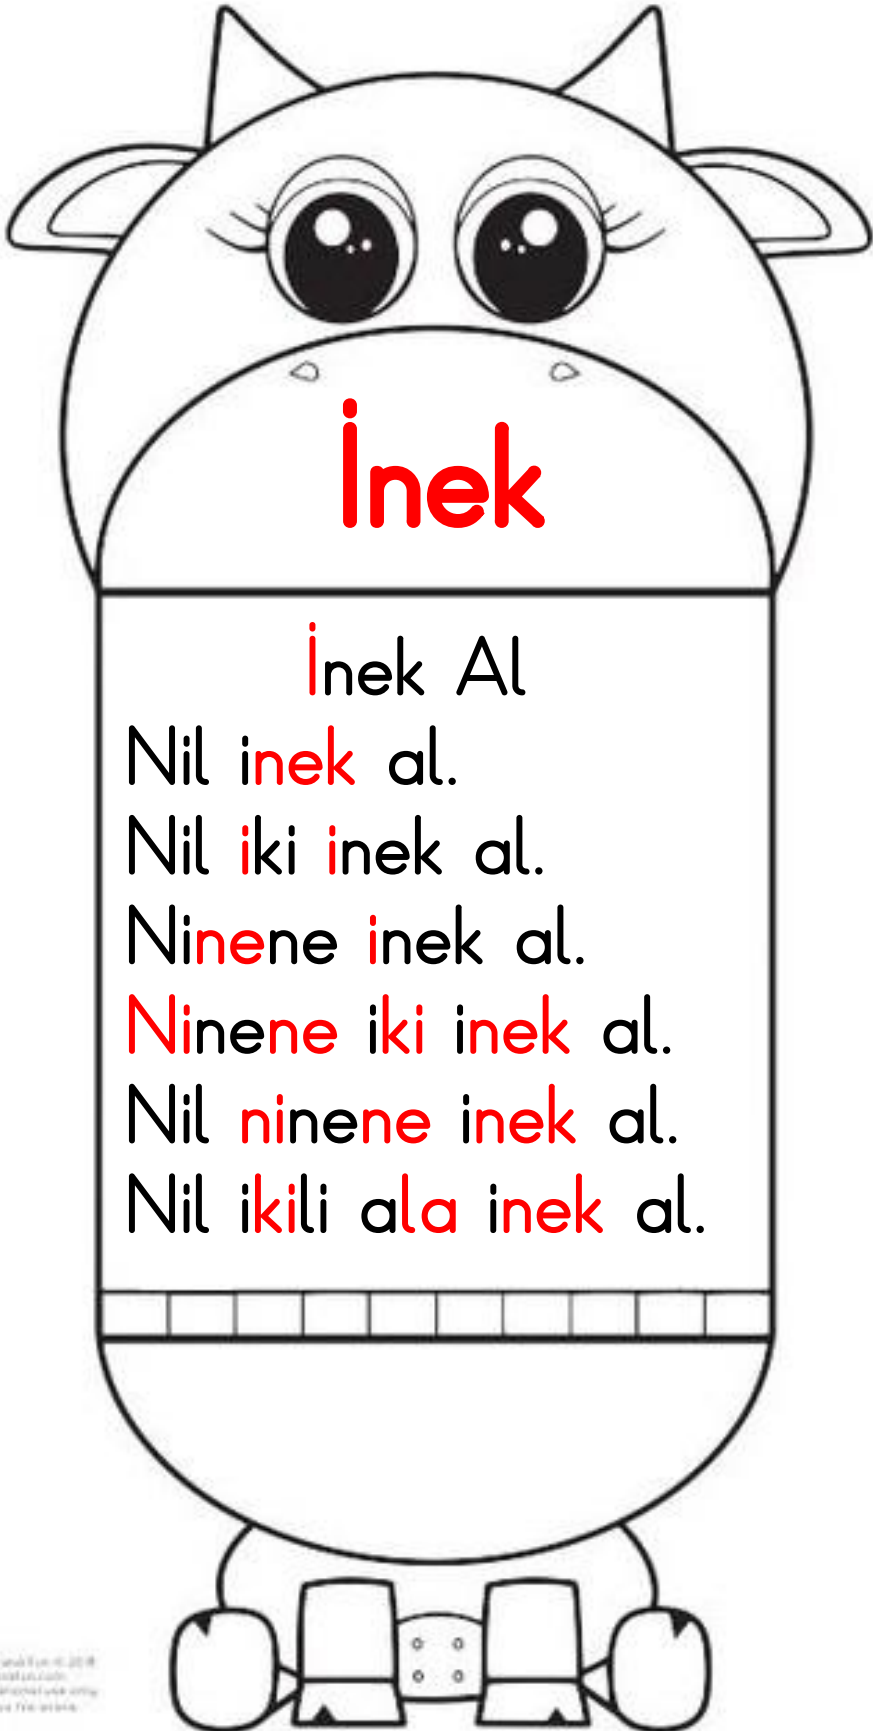 İnek
İnek Al
Nil inek al.
Nil iki inek al.
Ninene inek al.
Ninene iki inek al.
Nil ninene inek al.
Nil ikili ala inek al.